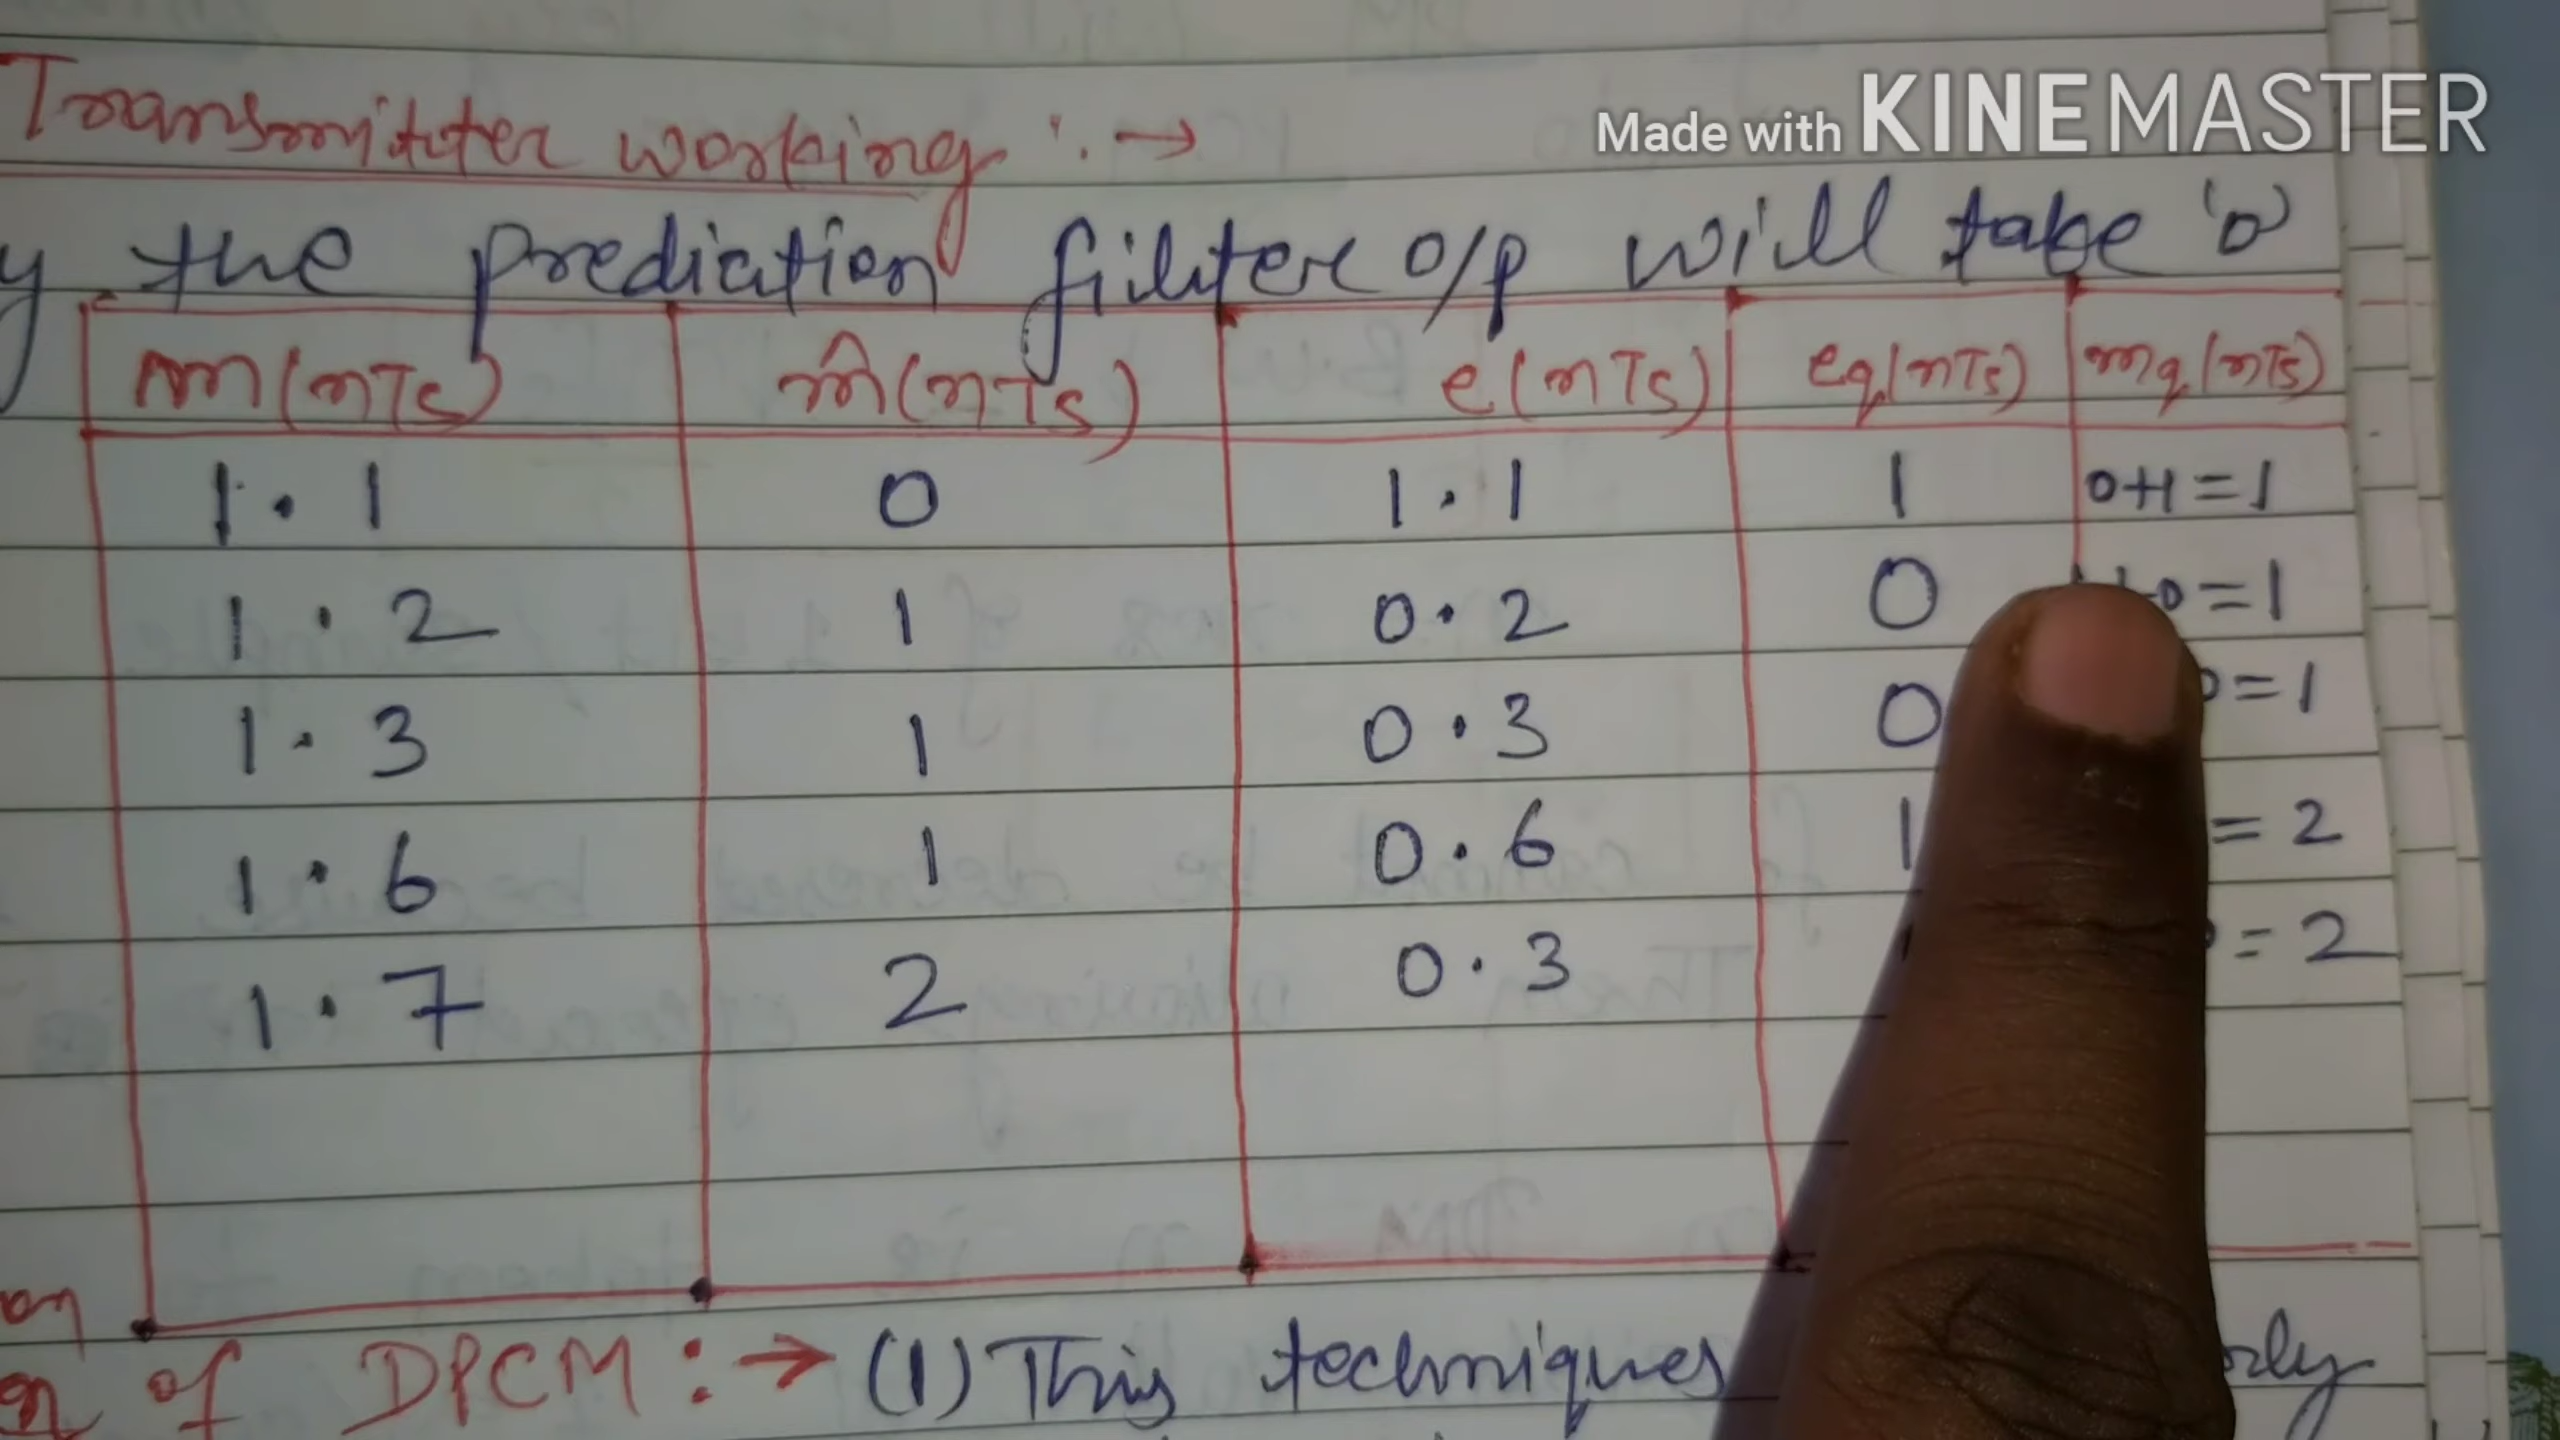 Made with KINEMASTER
Transmitter working :. →
y the prediation filter o/p will take 'o'
m(nTs) m̂(nTs) e(nTs) eq(nTs) mq(nTs)
1.1 0 1.1 1 0+1=1
1.2 1 0.2 0 +0=1
1.3 1 0.3 0 =1
1.6 1 0.6 1 =2
1.7 2 0.3 =2
on
of DPCM :→ (1) This techniques